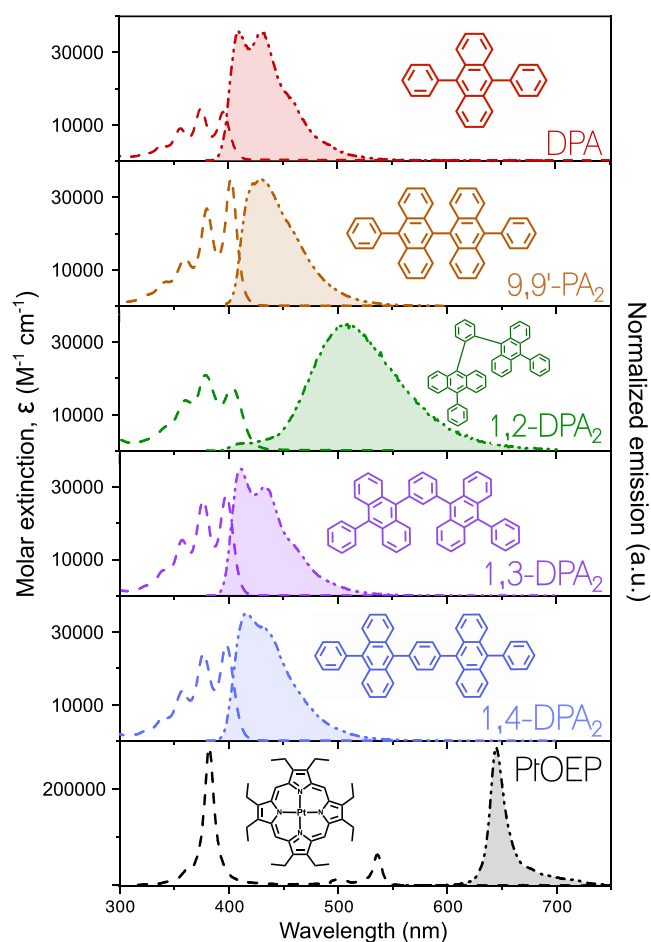 Molar extinction, ε (M⁻¹ cm⁻¹)
Normalized emission (a.u.)
30000
10000
DPA
30000
10000
9,9'-PA₂
30000
10000
1,2-DPA₂
30000
10000
1,3-DPA₂
30000
10000
1,4-DPA₂
200000
PtOEP
N
N
Pt
N
N
300
400
500
600
700
Wavelength (nm)